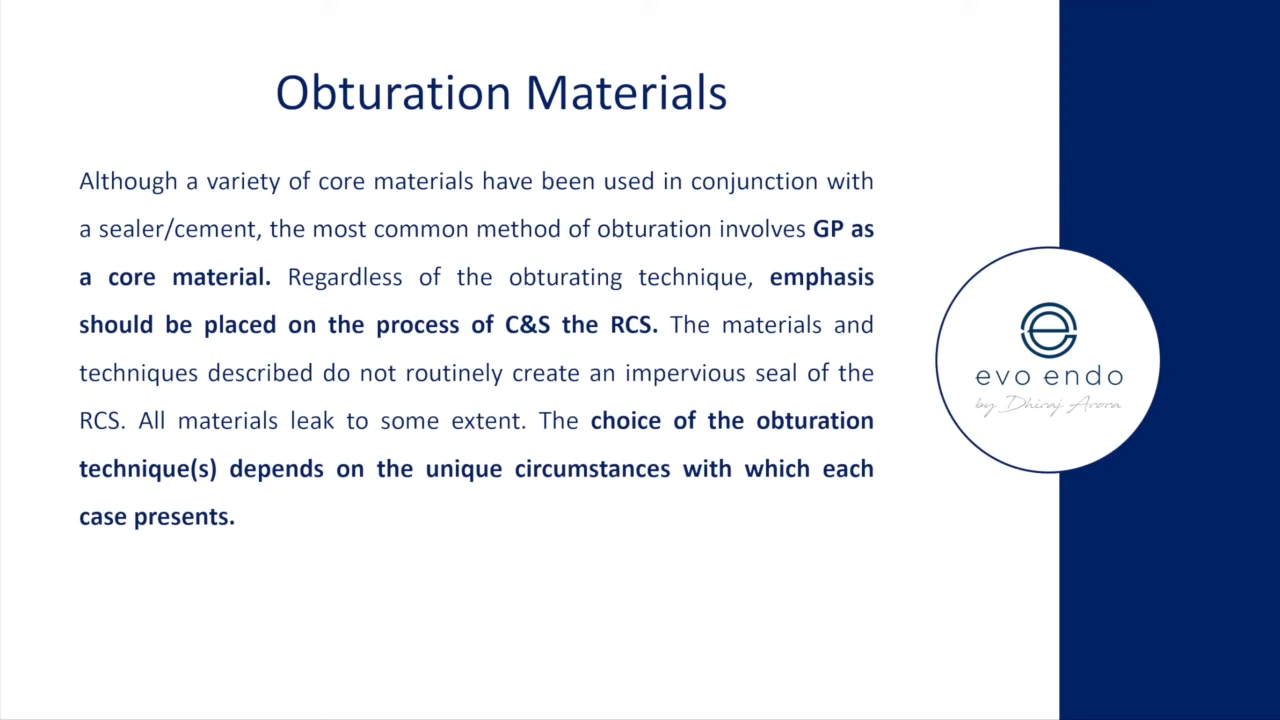 Obturation Materials
Although a variety of core materials have been used in conjunction with
a sealer/cement, the most common method of obturation involves GP as
a core material. Regardless of the obturating technique, emphasis
should be placed on the process of C&S the RCS. The materials and
techniques described do not routinely create an impervious seal of the
RCS. All materials leak to some extent. The choice of the obturation
technique(s) depends on the unique circumstances with which each
case presents.
evo endo
by Dhiraj Arora